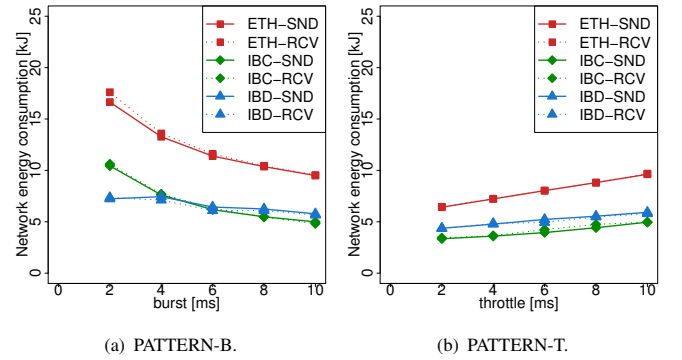 Network energy consumption [kJ]
25
20
15
10
5
0
ETH−SND
ETH−RCV
IBC−SND
IBC−RCV
IBD−SND
IBD−RCV
0 2 4 6 8 10
burst [ms]
(a) PATTERN-B.
Network energy consumption [kJ]
25
20
15
10
5
0
ETH−SND
ETH−RCV
IBC−SND
IBC−RCV
IBD−SND
IBD−RCV
0 2 4 6 8 10
throttle [ms]
(b) PATTERN-T.